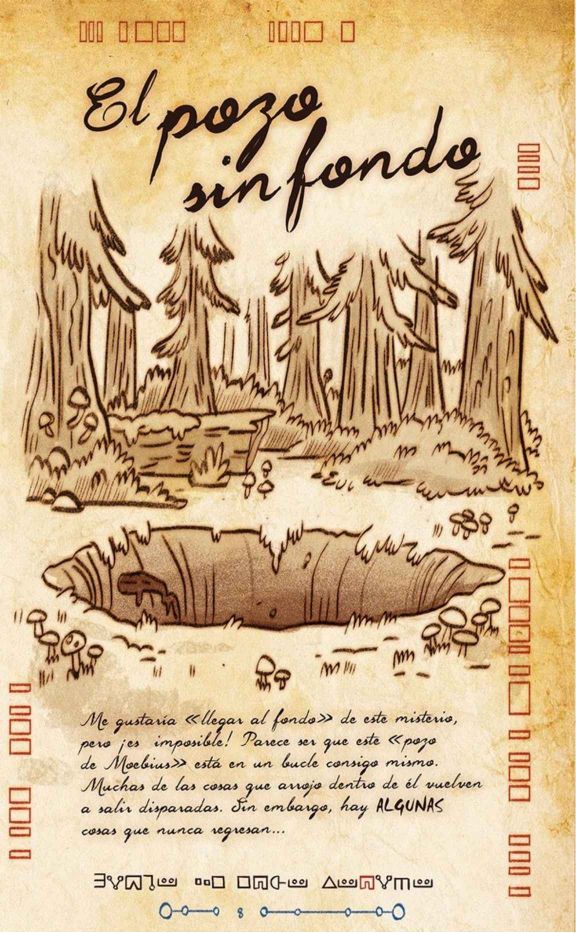 El pozo
sin fondo
Me gustaría «llegar al fondo» de este misterio,
pero ¡es imposible! Parece ser que este «pozo
de Moebius» está en un bucle consigo mismo.
Muchas de las cosas que arrojo dentro de él vuelven
a salir disparadas. Sin embargo, hay ALGUNAS
cosas que nunca regresan...
8